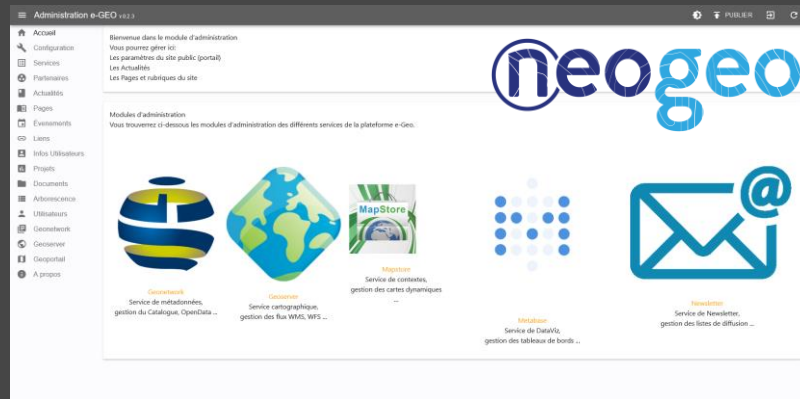 Administration e-GEO v0.2.3
PUBLIER
Accueil
Configuration
Services
Partenaires
Actualités
Pages
Évenements
Liens
Infos Utilisateurs
Projets
Documents
Arborescence
Utilisateurs
Geonetwork
Geoserver
Geoportail
A propos
Bienvenue dans le module d'administration
Vous pourvez gérer ici:
Les paramètres du site public (portail)
Les Actualités
Les Pages et rubriques du site
neogeo
Modules d'administration
Vous trouverrez ci-dessous les modules d'administration des différents services de la plateforme e-Geo.
Geonetwork
Service de métadonnées,
gestion du Catalogue, OpenData ...
Geoserver
Service cartographique,
gestion des flux WMS, WFS ...
MapStore
Mapstore
Service de contextes,
gestion des cartes dynamiques
...
Metabase
Service de DataViz,
gestion des tableaux de bords ...
@
Newsletter
Service de Newsletter,
gestion des listes de diffusion ...